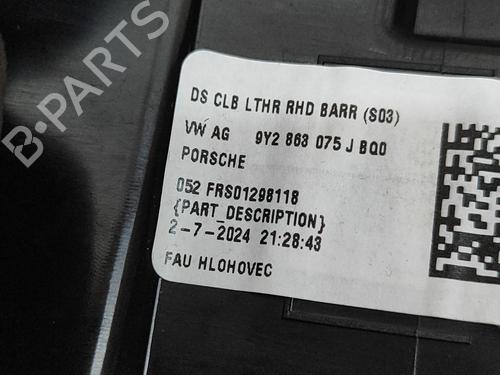 B-PARTS
DS CLB LTHR RHD BARR (S03)
VW AG 9Y2 863 075 J BQ0
PORSCHE
052 FRS01298118
{PART_DESCRIPTION}
2-7-2024 21:28:43
FAU HLOHOVEC